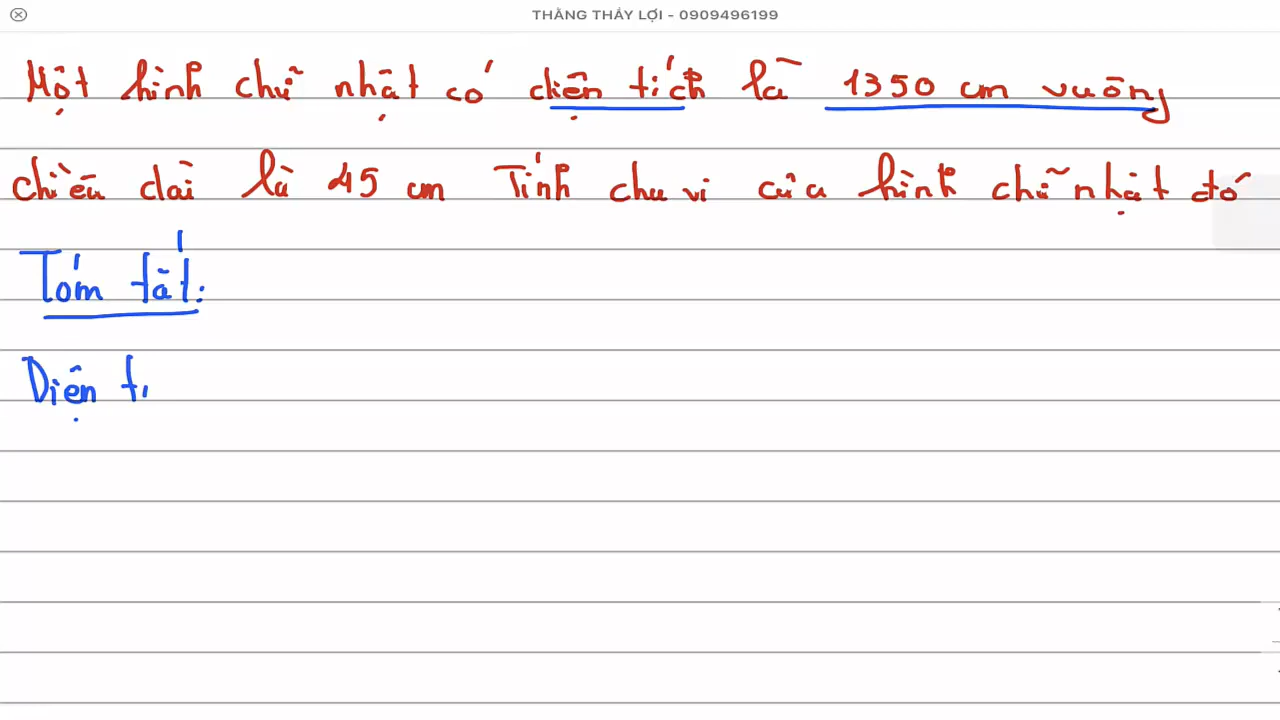 THẮNG THẦY LỢI - 0909496199
Một hình chữ nhật có diện tích là 1350 cm vuông
chiều dài là 45 cm Tính chu vi của hình chữ nhật đó
Tóm tắt:
Diện tı